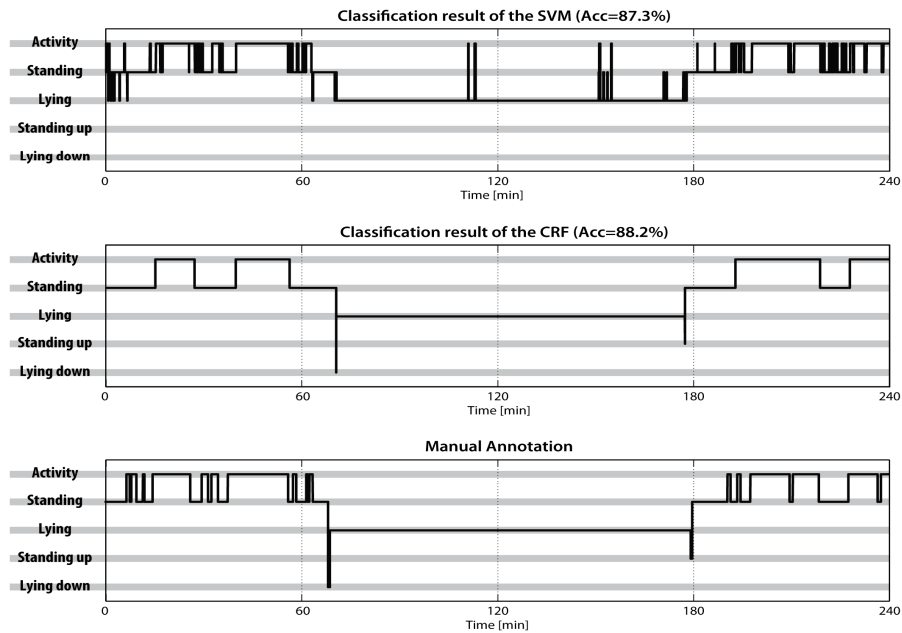 Classification result of the SVM (Acc=87.3%)
Activity
Standing
Lying
Standing up
Lying down
0 60 120 180 240
Time [min]
Classification result of the CRF (Acc=88.2%)
Activity
Standing
Lying
Standing up
Lying down
0 60 120 180 240
Time [min]
Manual Annotation
Activity
Standing
Lying
Standing up
Lying down
0 60 120 180 240
Time [min]